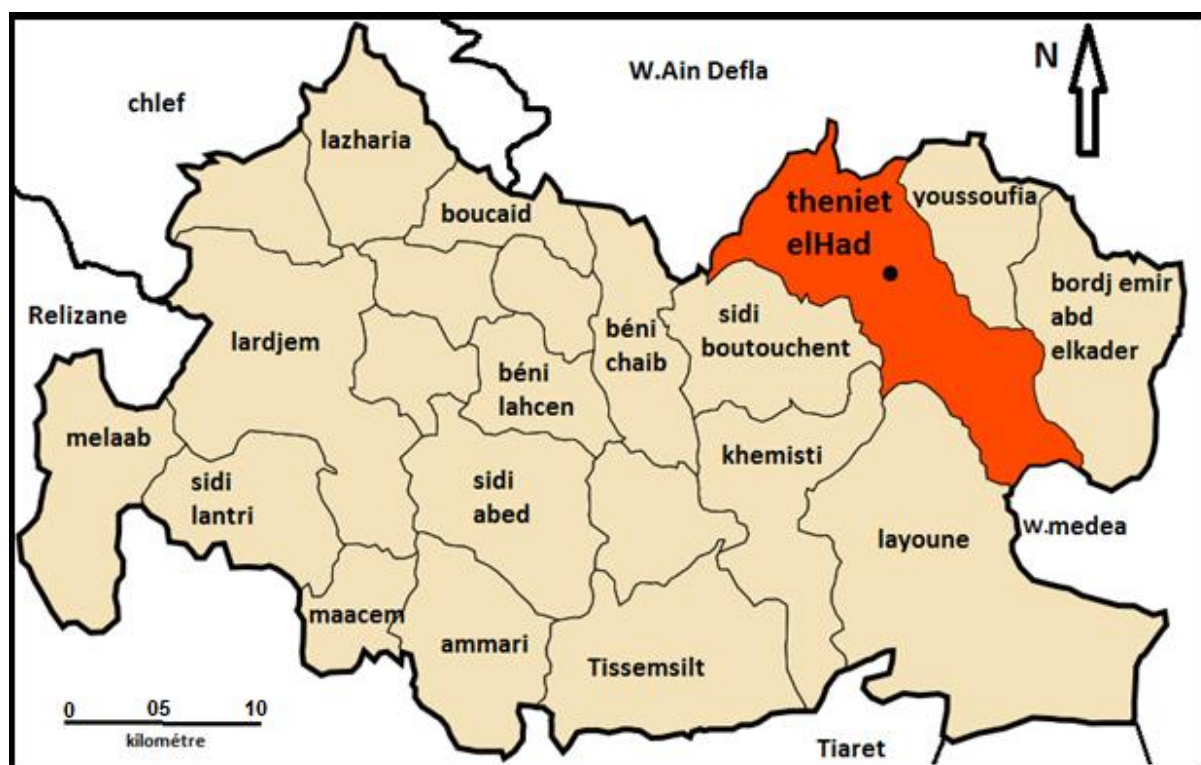 N
W.Ain Defla
chlef
lazharia
boucaid
theniet
elHad
youssoufia
Relizane
lardjem
béni
chaib
sidi
boutouchent
bordj emir
abd
elkader
béni
lahcen
melaab
sidi
lantri
sidi
abed
khemisti
layoune
w.medea
maacem
ammari
Tissemsilt
0 05 10
kilométre
Tiaret